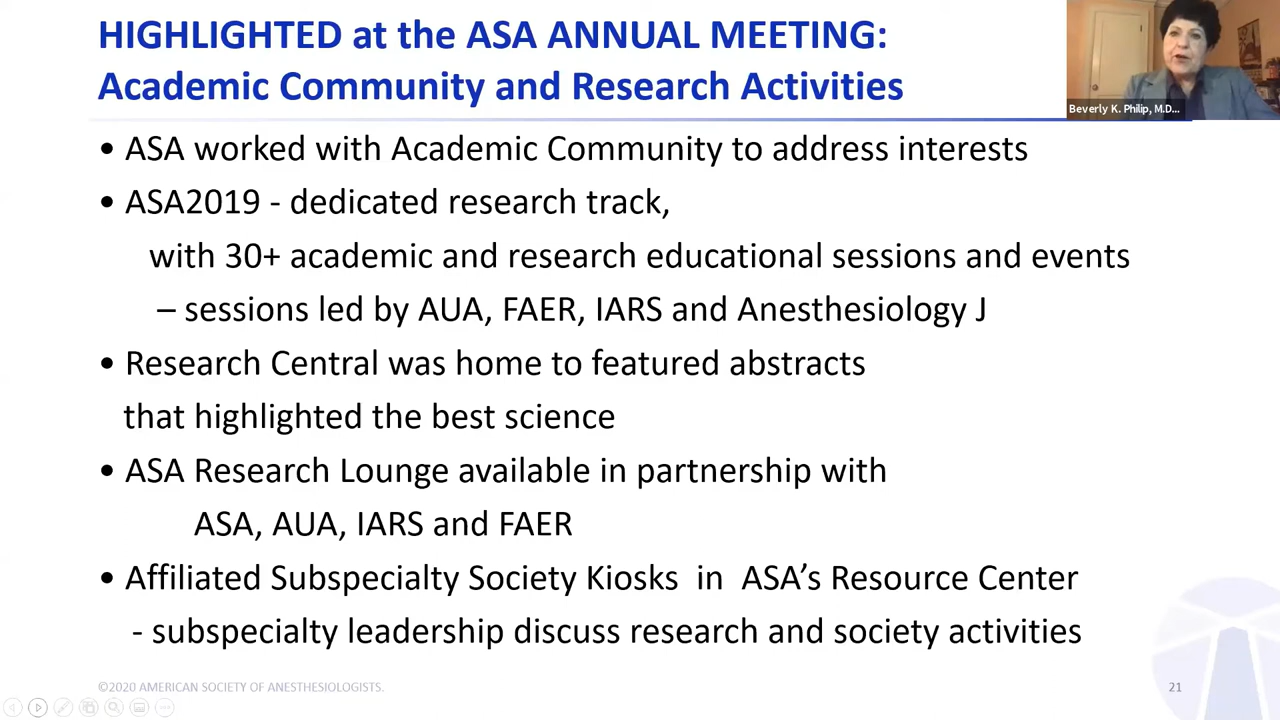 HIGHLIGHTED at the ASA ANNUAL MEETING:
Academic Community and Research Activities
Beverly K. Philip, M.D...
• ASA worked with Academic Community to address interests
• ASA2019 - dedicated research track,
with 30+ academic and research educational sessions and events
– sessions led by AUA, FAER, IARS and Anesthesiology J
• Research Central was home to featured abstracts
that highlighted the best science
• ASA Research Lounge available in partnership with
ASA, AUA, IARS and FAER
• Affiliated Subspecialty Society Kiosks in ASA’s Resource Center
- subspecialty leadership discuss research and society activities
©2020 AMERICAN SOCIETY OF ANESTHESIOLOGISTS.
21